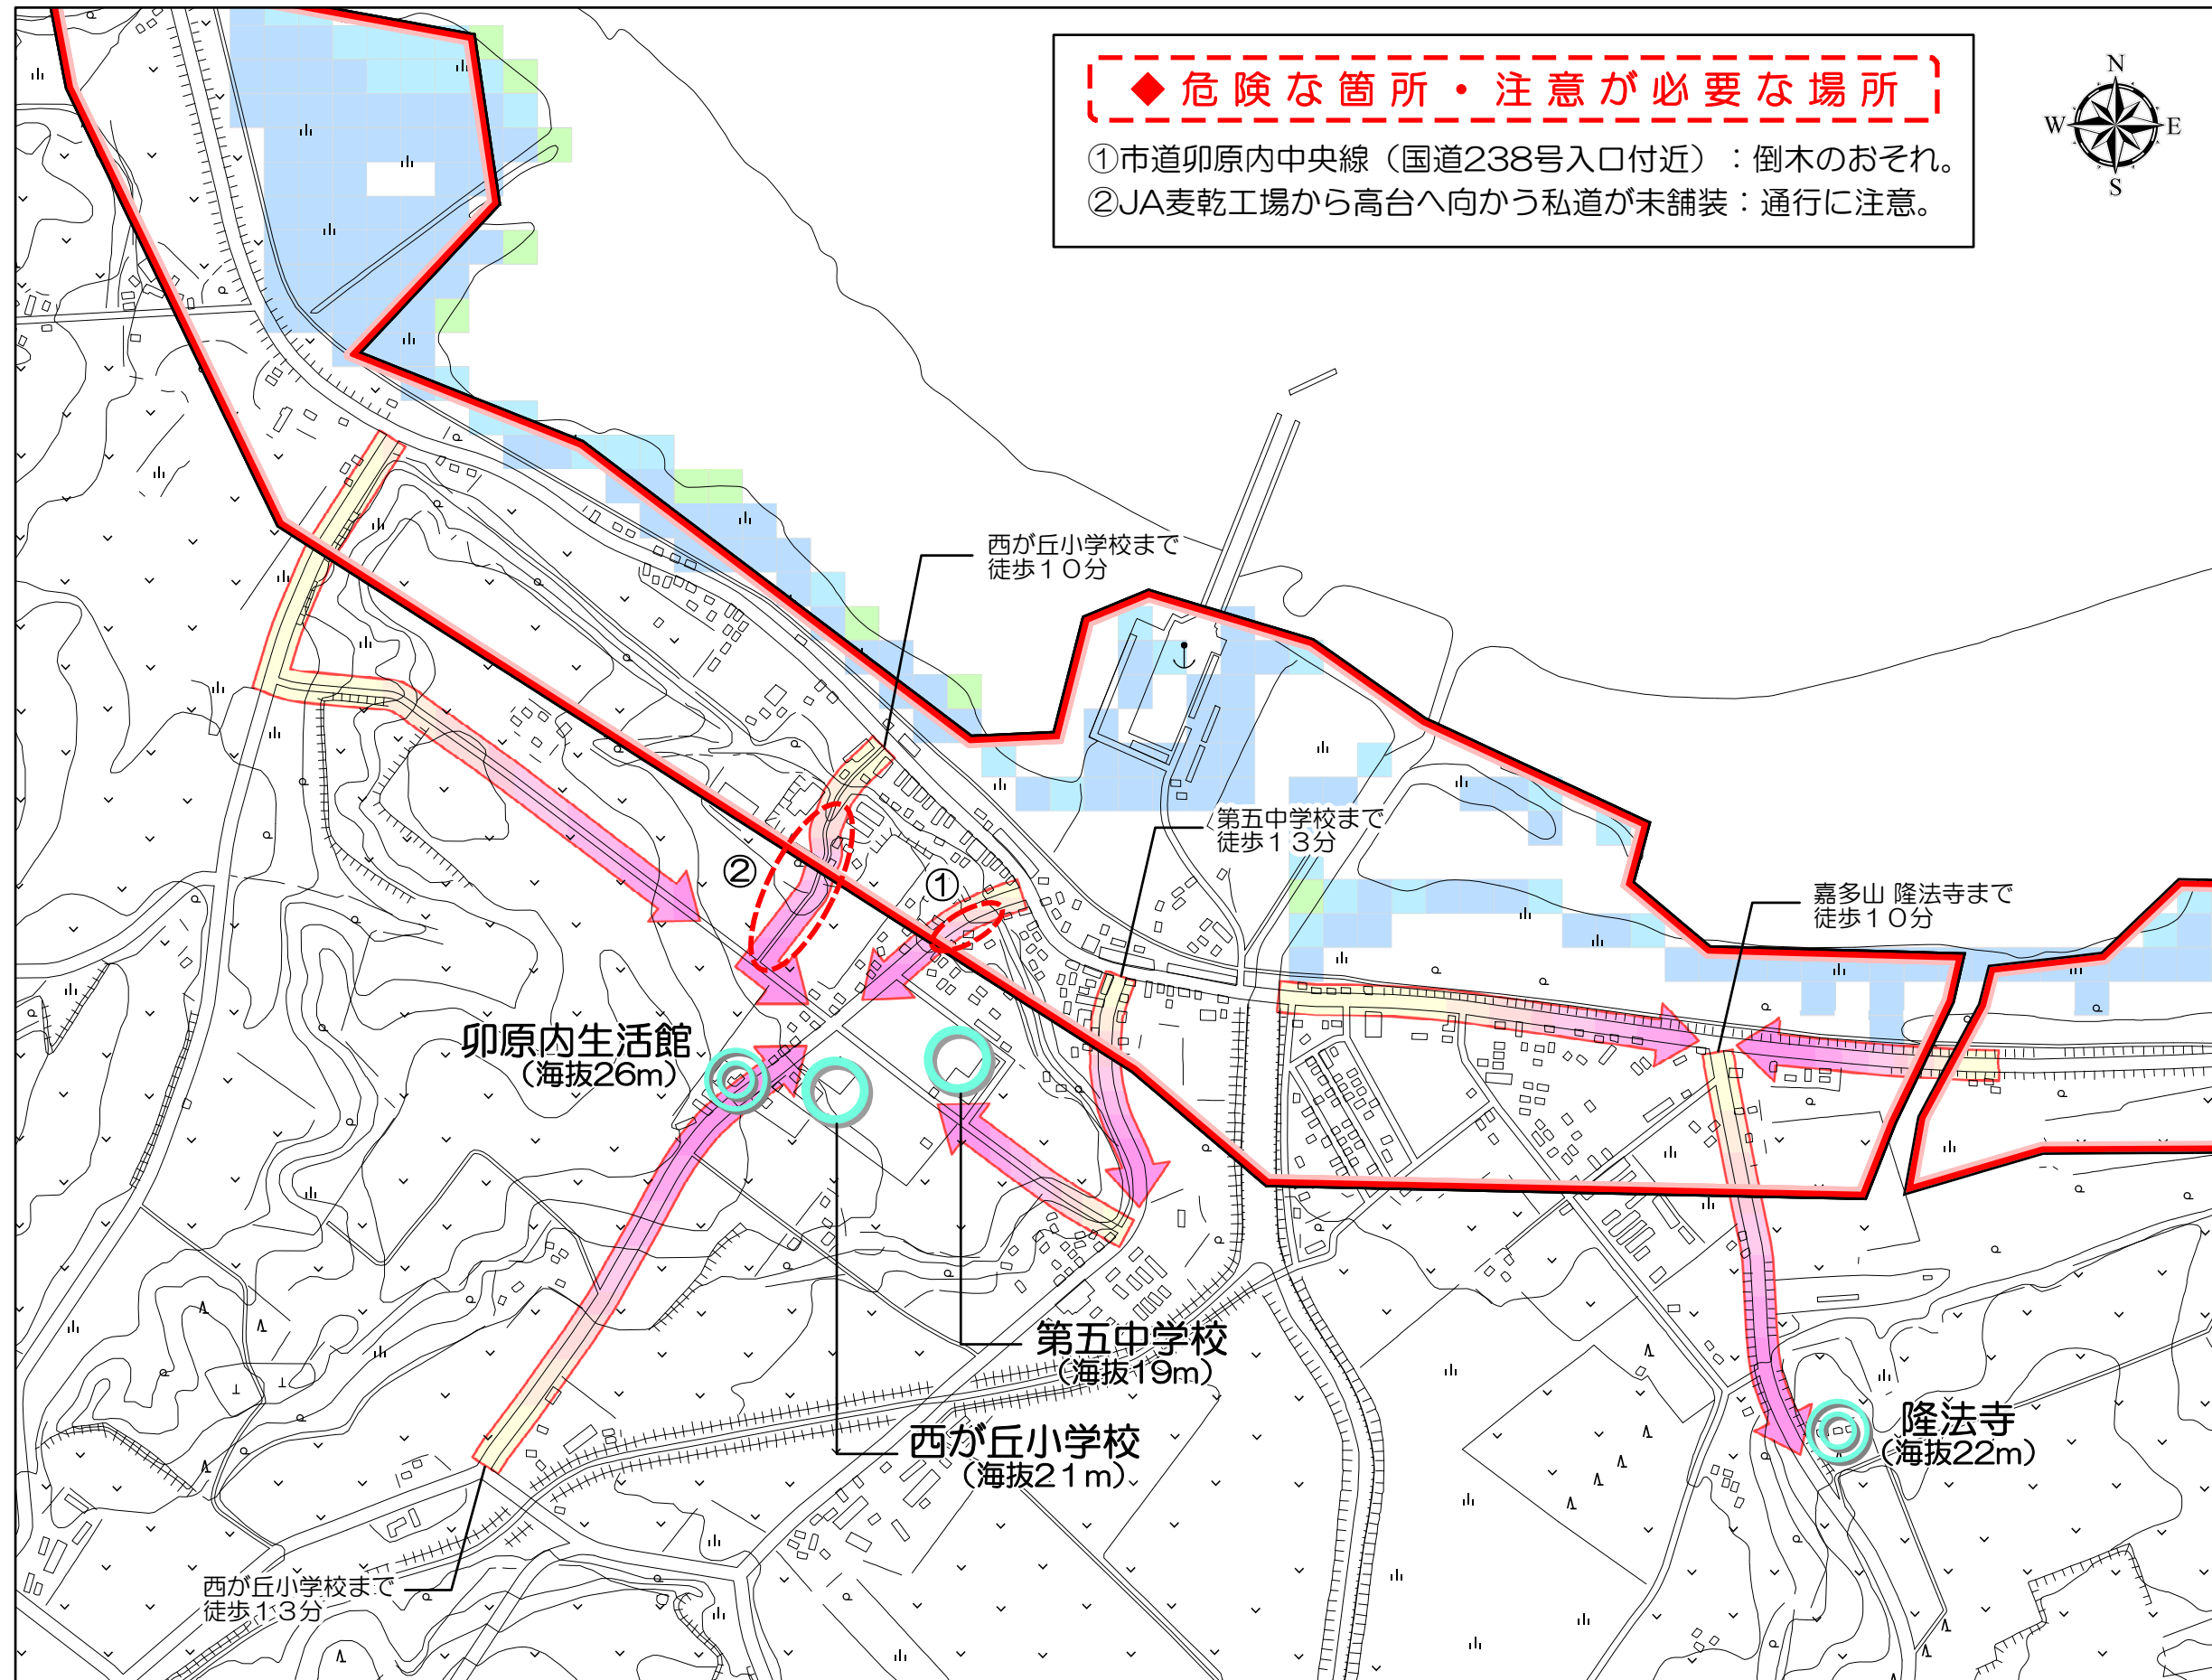 ◆危険な箇所・注意が必要な場所
①市道卯原内中央線（国道238号入口付近）：倒木のおそれ。
②JA麦乾工場から高台へ向かう私道が未舗装：通行に注意。
N
W
E
S
西が丘小学校まで
徒歩１０分
第五中学校まで
徒歩１３分
②
①
嘉多山 隆法寺まで
徒歩１０分
卯原内生活館
（海抜26m）
第五中学校
（海抜19m）
西が丘小学校
（海抜21m）
隆法寺
（海抜22m）
西が丘小学校まで
徒歩１３分